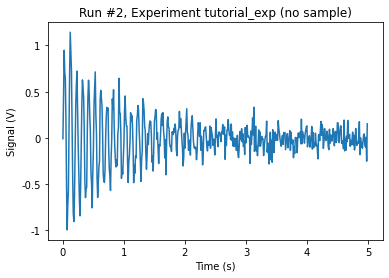 Run #2, Experiment tutorial_exp (no sample)
Signal (V)
1
0.5
0
-0.5
-1
0 1 2 3 4 5
Time (s)